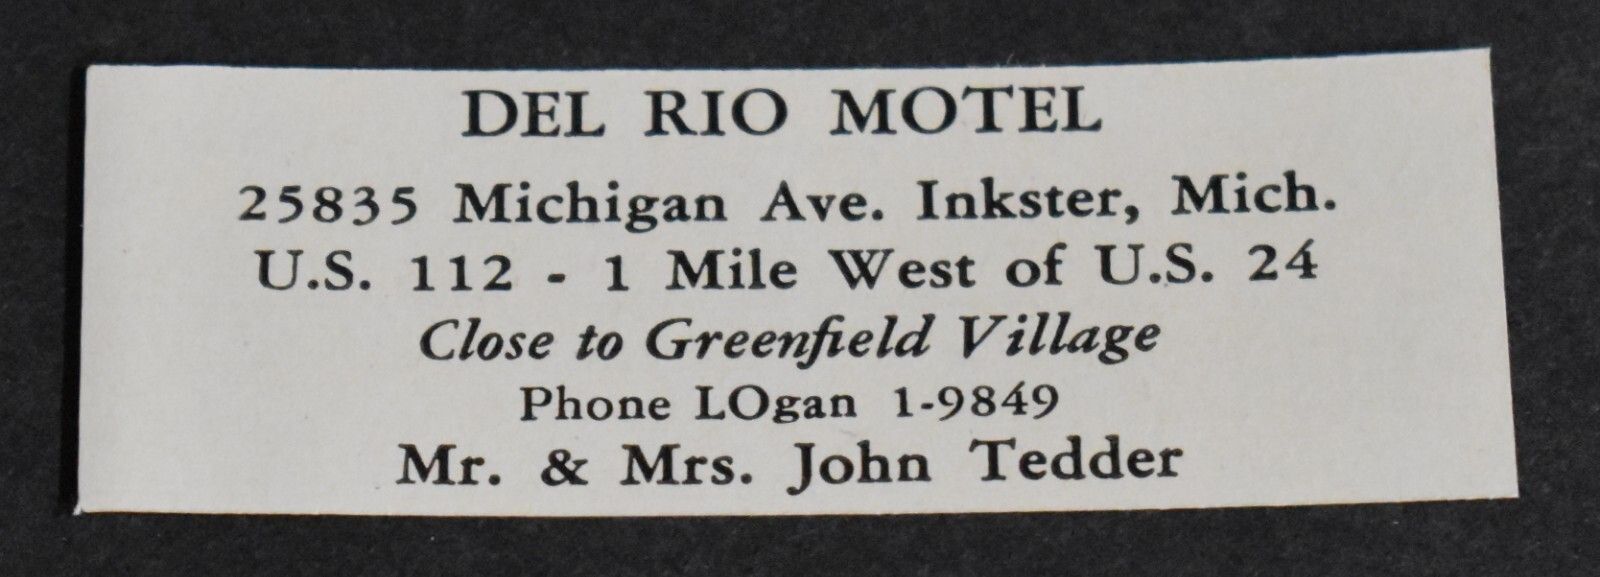 DEL RIO MOTEL
25835 Michigan Ave. Inkster, Mich.
U.S. 112 - 1 Mile West of U.S. 24
Close to Greenfield Village
Phone LOgan 1-9849
Mr. & Mrs. John Tedder